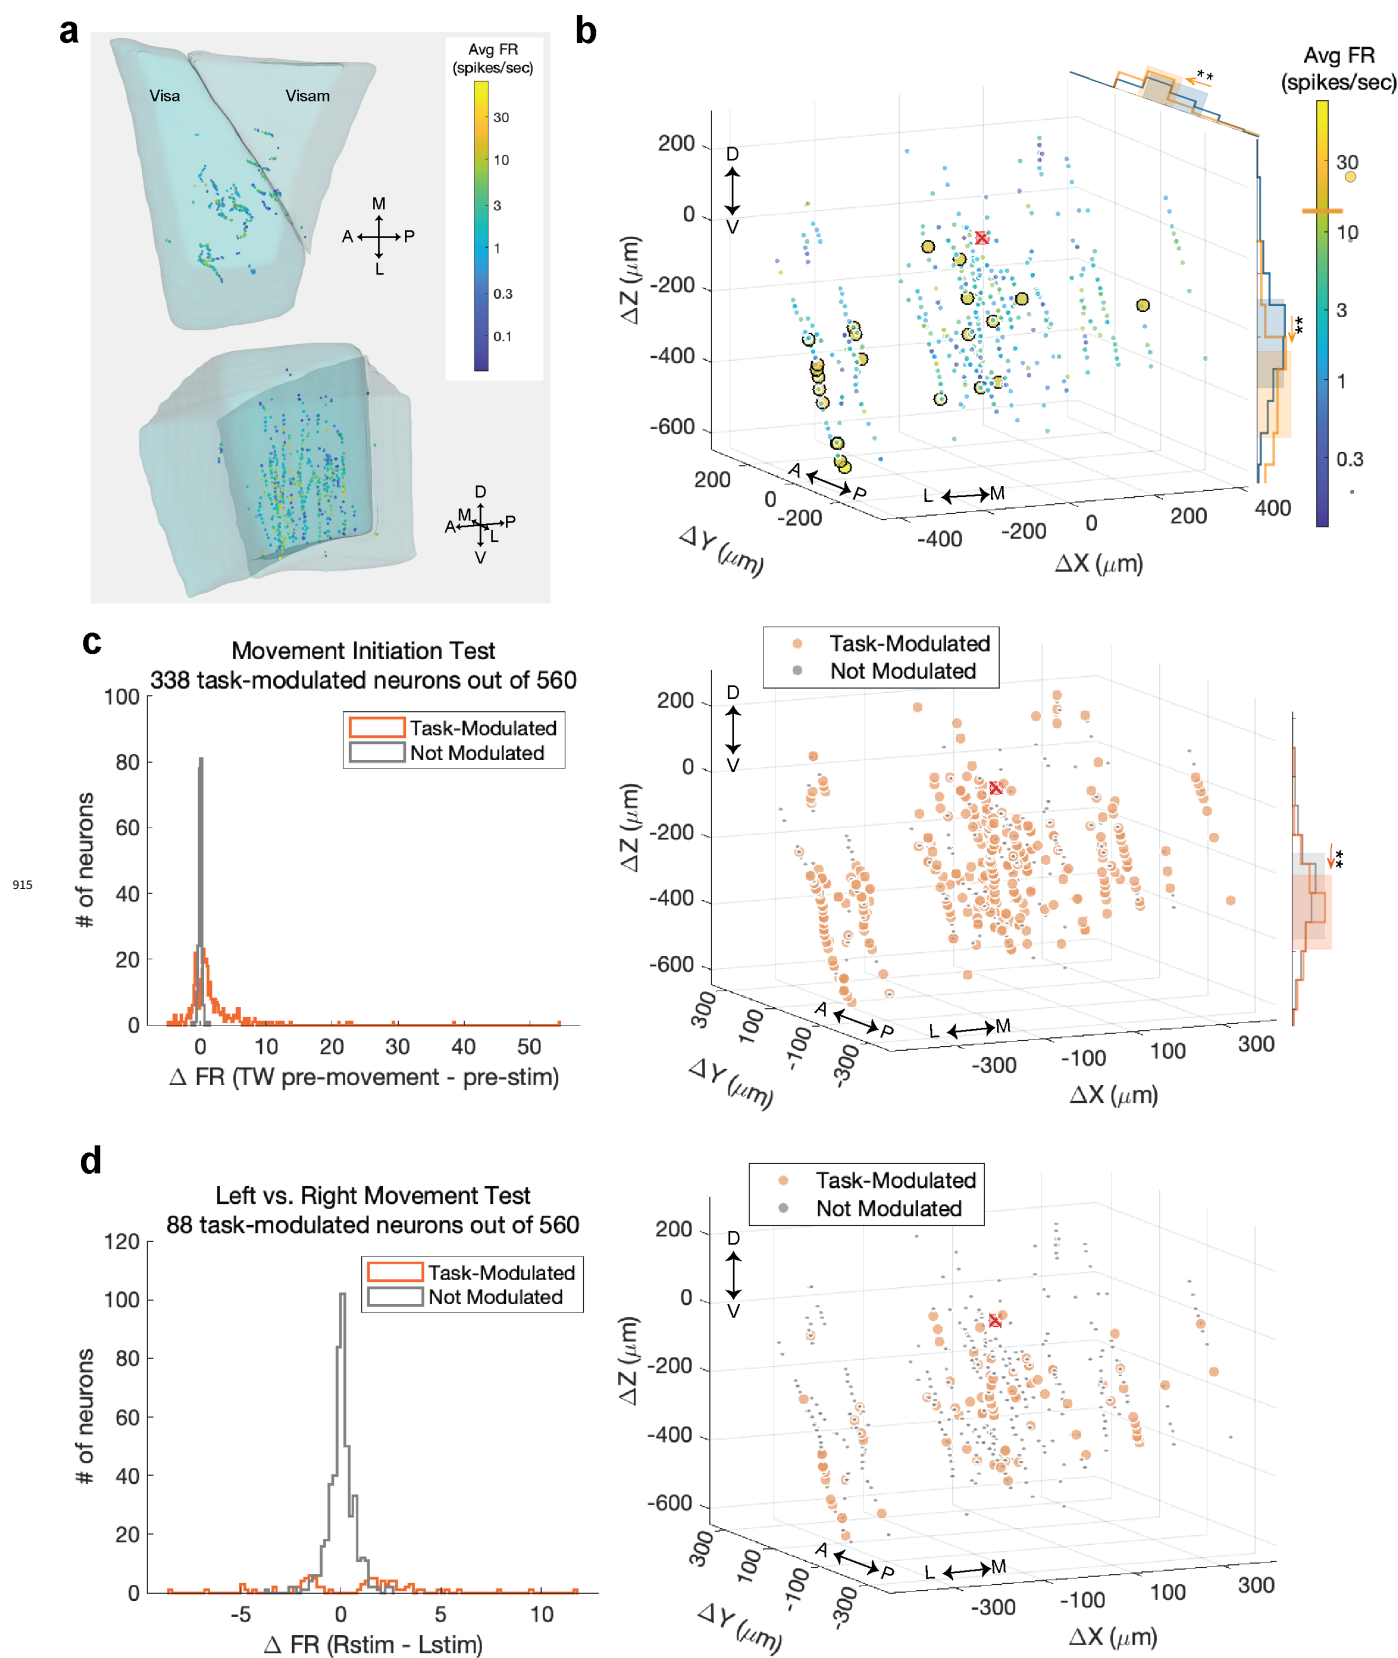 a
Visa
Visam
Avg FR
(spikes/sec)
30
10
3
1
0.3
0.1
M
A
P
L
D
M
A
P
L
V
b
Avg FR
(spikes/sec)
30
10
3
1
0.3
**
**
200
0
-200
-400
-600
ΔZ (μm)
D
V
200
0
-200
ΔY (μm)
A
P
L
M
-400
-200
0
200
400
ΔX (μm)
c
Movement Initiation Test
338 task-modulated neurons out of 560
Task-Modulated
Not Modulated
100
80
60
40
20
0
# of neurons
0
10
20
30
40
50
Δ FR (TW pre-movement - pre-stim)
Task-Modulated
Not Modulated
200
0
-200
-400
-600
ΔZ (μm)
D
V
**
300
100
-100
-300
ΔY (μm)
A
P
L
M
-300
-100
100
300
ΔX (μm)
915
d
Left vs. Right Movement Test
88 task-modulated neurons out of 560
Task-Modulated
Not Modulated
120
100
80
60
40
20
0
# of neurons
-5
0
5
10
Δ FR (Rstim - Lstim)
Task-Modulated
Not Modulated
200
0
-200
-400
-600
ΔZ (μm)
D
V
300
100
-100
-300
ΔY (μm)
A
P
L
M
-300
-100
100
300
ΔX (μm)